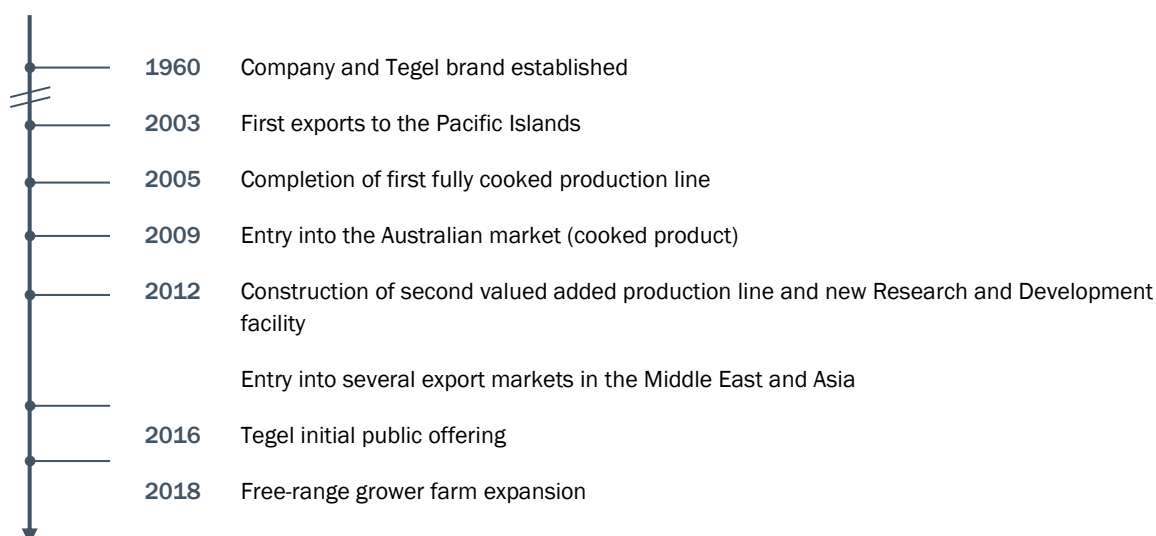 1960 Company and Tegel brand established
2003 First exports to the Pacific Islands
2005 Completion of first fully cooked production line
2009 Entry into the Australian market (cooked product)
2012 Construction of second valued added production line and new Research and Development
facility
Entry into several export markets in the Middle East and Asia
2016 Tegel initial public offering
2018 Free-range grower farm expansion